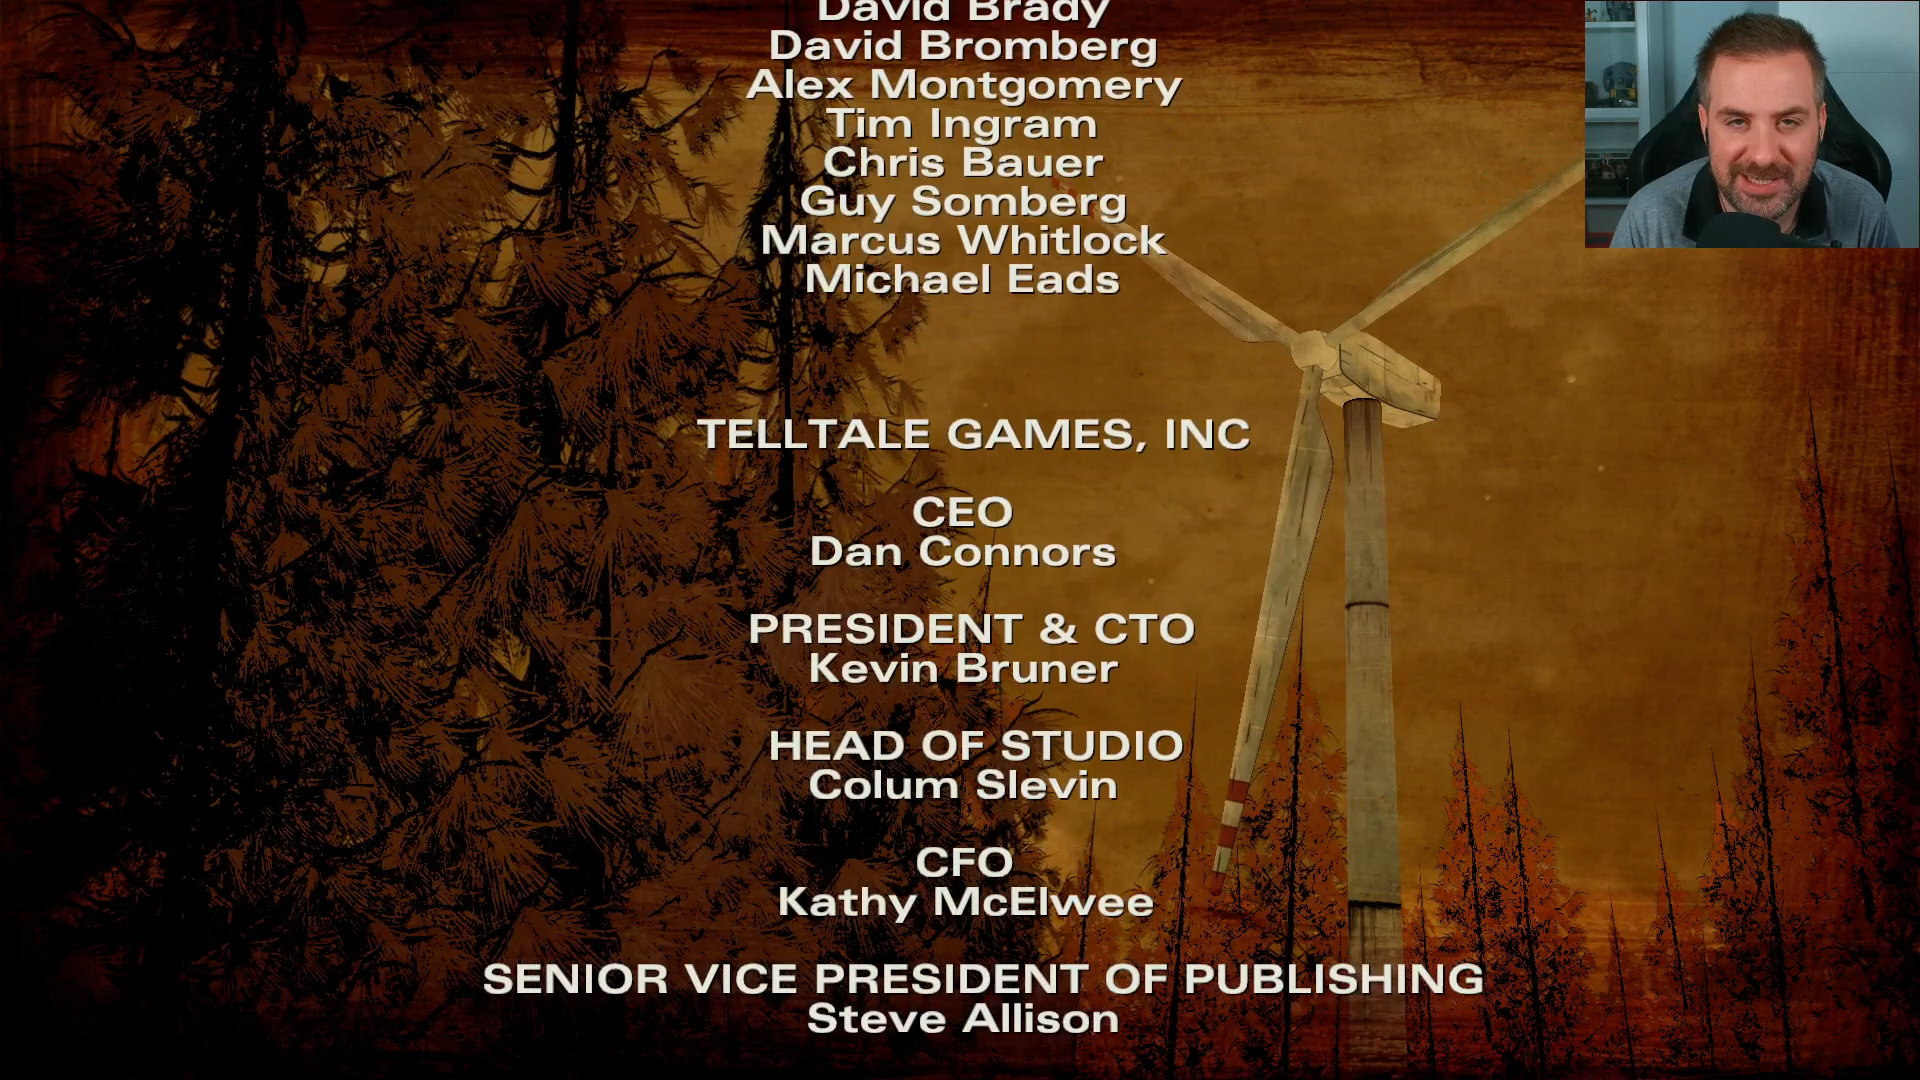 David Brady
David Bromberg
Alex Montgomery
Tim Ingram
Chris Bauer
Guy Somberg
Marcus Whitlock
Michael Eads
TELLTALE GAMES, INC
CEO
Dan Connors
PRESIDENT & CTO
Kevin Bruner
HEAD OF STUDIO
Colum Slevin
CFO
Kathy McElwee
SENIOR VICE PRESIDENT OF PUBLISHING
Steve Allison